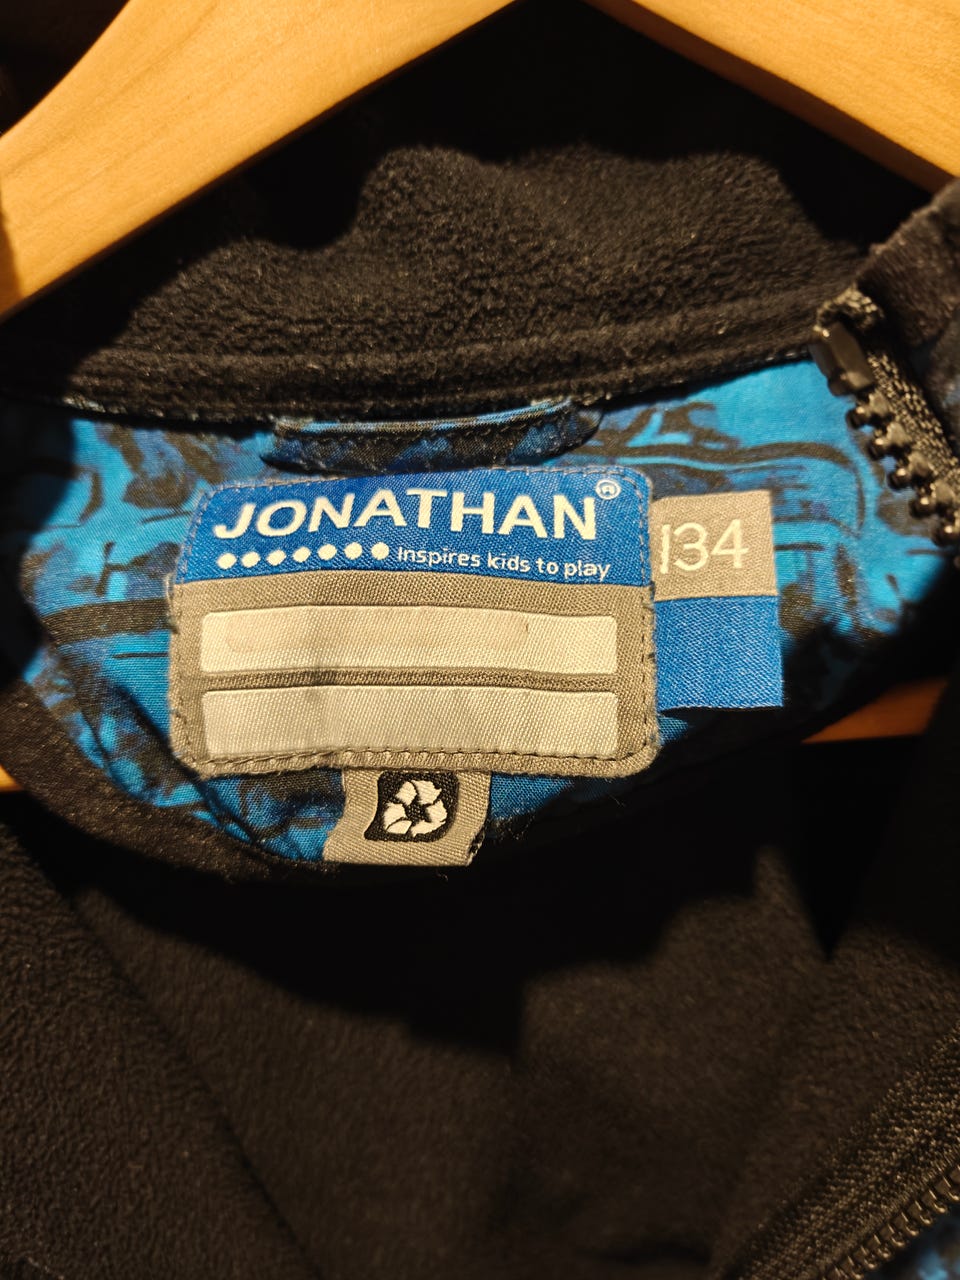 JONATHAN®
Inspires kids to play
134